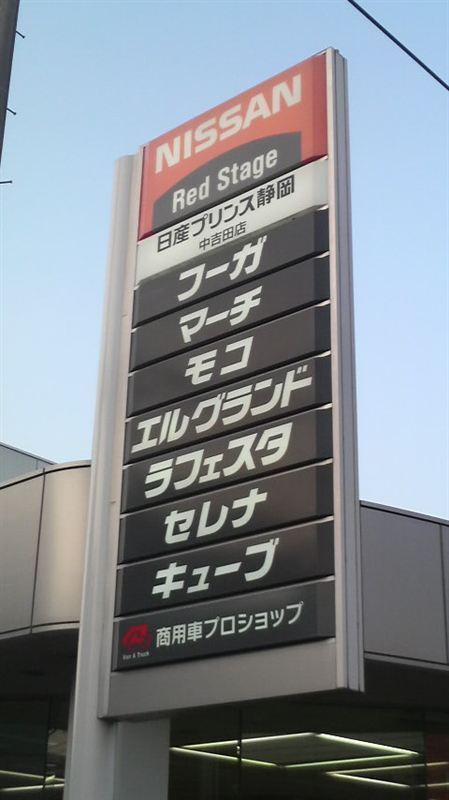 NISSAN
Red Stage
日産プリンス静岡
中吉田店
フーガ
マーチ
モコ
エルグランド
ラフェスタ
セレナ
キューブ
商用車プロショップ
Van & Truck